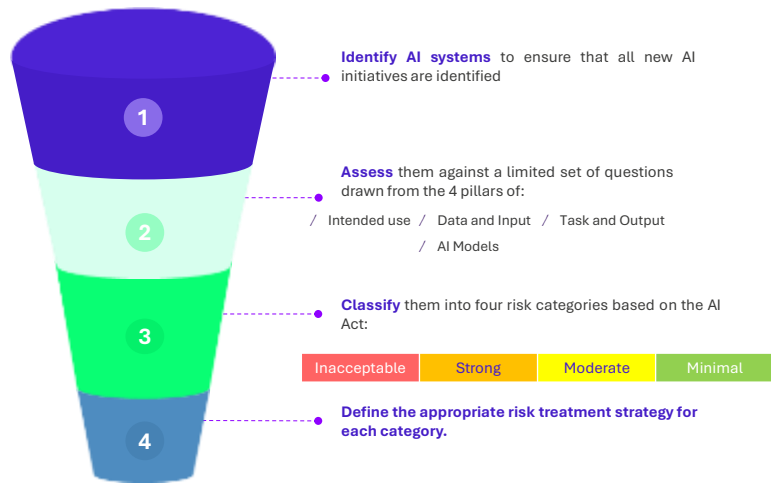 1
Identify AI systems to ensure that all new AI
initiatives are identified
2
Assess them against a limited set of questions
drawn from the 4 pillars of:
/ Intended use / Data and Input / Task and Output
/ AI Models
3
Classify them into four risk categories based on the AI
Act:
Inacceptable Strong Moderate Minimal
4
Define the appropriate risk treatment strategy for
each category.